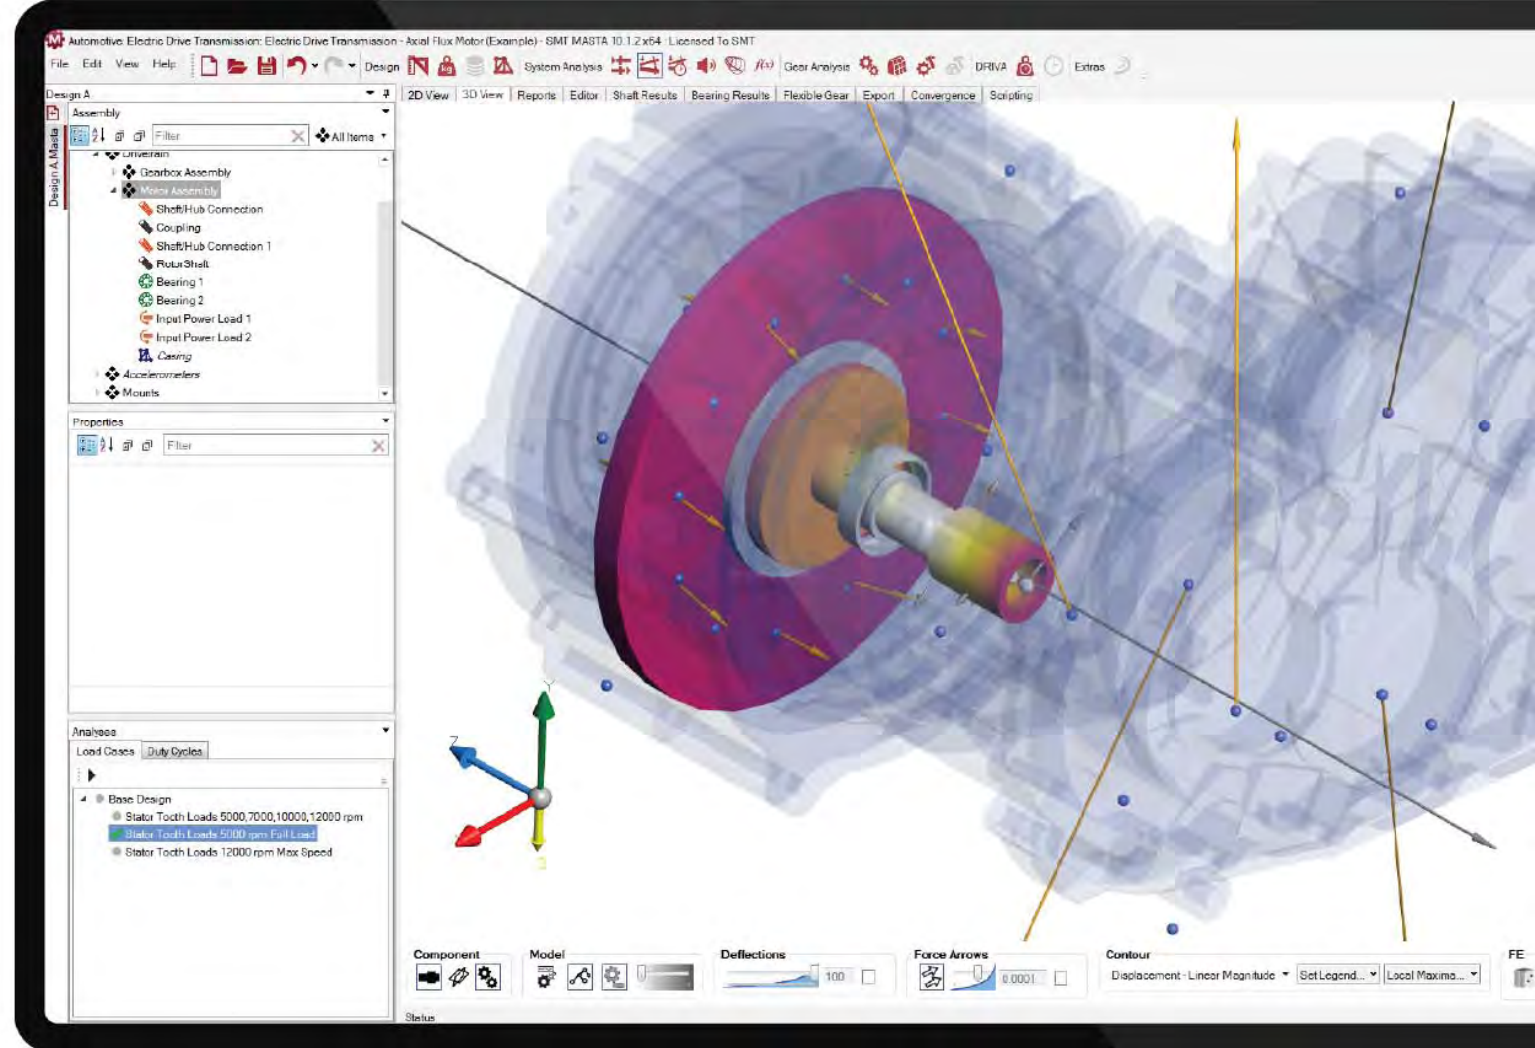 Automotive: Electric Drive Transmission: Electric Drive Transmission - Axial Flux Motor (Example) - SMT MASTA 10.1.2 x64 : Licensed To SMT
File Edit View Help Design System Analysis f(x) Gear Analysis DRIVA Extras
Design A
2D View 3D View Reports Editor Shaft Results Bearing Results Flexible Gear Export Convergence Scripting
Assembly
Design A.Masta
Filter All Items
Drivetrain
Gearbox Assembly
Motor Assembly
Shaft/Hub Connection
Coupling
Shaft/Hub Connection 1
RotorShaft
Bearing 1
Bearing 2
Input Power Load 1
Input Power Load 2
Casing
Accelerometers
Mounts
Properties
Filter
Analyses
Load Cases Duty Cycles
Base Design
Stator Tooth Loads 5000,7000,10000,12000 rpm
Stator Tooth Loads 5000 rpm Full Load
Stator Tooth Loads 12000 rpm Max Speed
Y
Z
Component Model Deflections Force Arrows Contour FE
100 0.0001 Displacement - Linear Magnitude Set Legend... Local Maxima...
Status